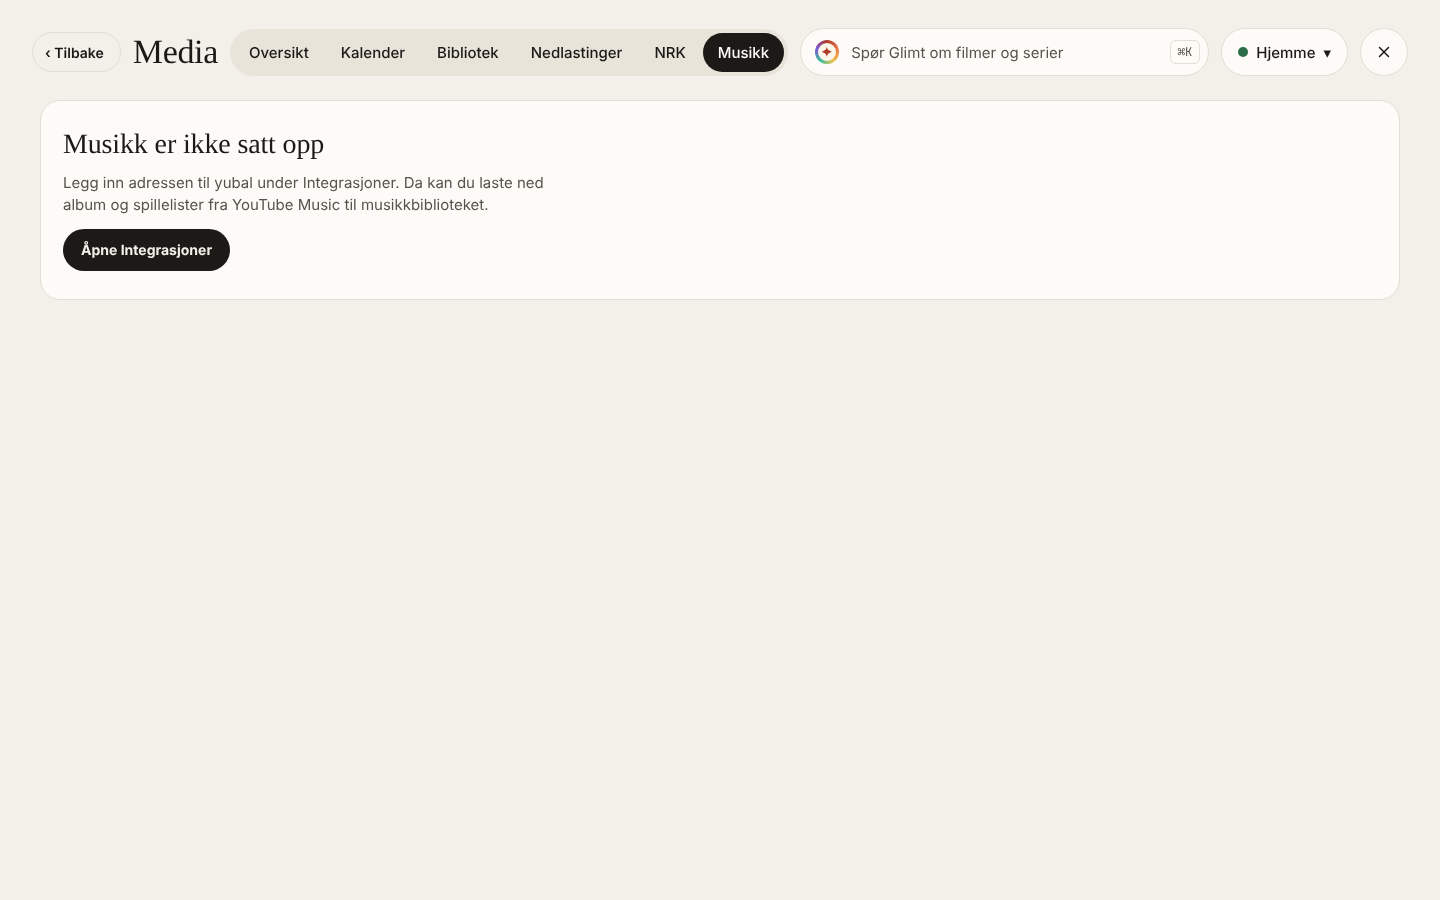 ‹ Tilbake
Media
Oversikt
Kalender
Bibliotek
Nedlastinger
NRK
Musikk
Spør Glimt om filmer og serier
⌘K
Hjemme ▾
×
Musikk er ikke satt opp
Legg inn adressen til yubal under Integrasjoner. Da kan du laste ned
album og spillelister fra YouTube Music til musikkbiblioteket.
Åpne Integrasjoner